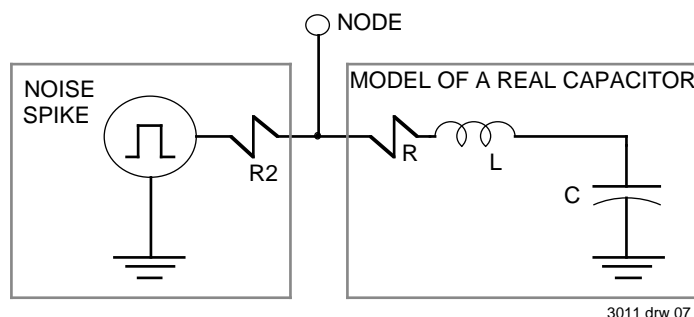 NODE
NOISE
SPIKE
MODEL OF A REAL CAPACITOR
R2
R
L
C
3011 drw 07